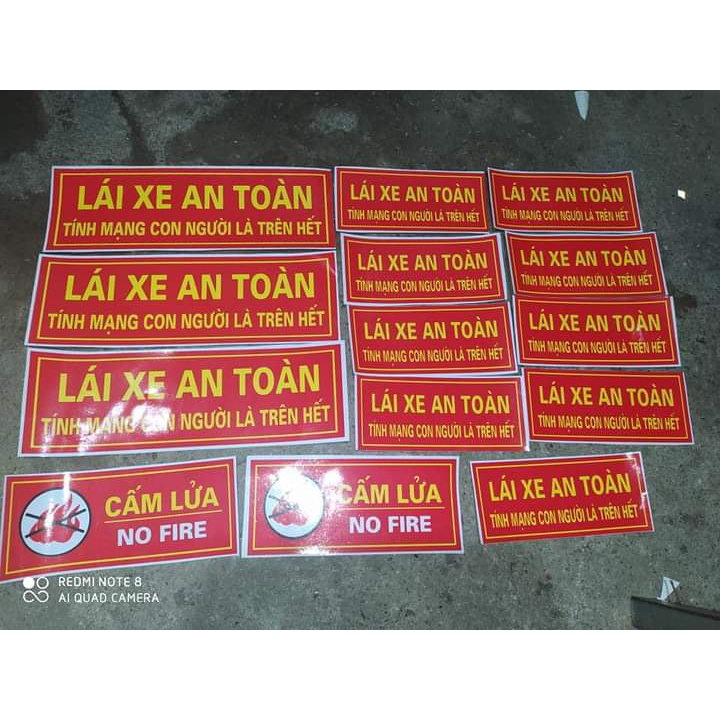 LÁI XE AN TOÀN
TÍNH MẠNG CON NGƯỜI LÀ TRÊN HẾT
LÁI XE AN TOÀN
TÍNH MẠNG CON NGƯỜI LÀ TRÊN HẾT
LÁI XE AN TOÀN
TÍNH MẠNG CON NGƯỜI LÀ TRÊN HẾT
LÁI XE AN TOÀN
TÍNH MẠNG CON NGƯỜI LÀ TRÊN HẾT
LÁI XE AN TOÀN
TÍNH MẠNG CON NGƯỜI LÀ TRÊN HẾT
LÁI XE AN TOÀN
TÍNH MẠNG CON NGƯỜI LÀ TRÊN HẾT
LÁI XE AN TOÀN
TÍNH MẠNG CON NGƯỜI LÀ TRÊN HẾT
LÁI XE AN TOÀN
TÍNH MẠNG CON NGƯỜI LÀ TRÊN HẾT
LÁI XE AN TOÀN
TÍNH MẠNG CON NGƯỜI LÀ TRÊN HẾT
LÁI XE AN TOÀN
TÍNH MẠNG CON NGƯỜI LÀ TRÊN HẾT
LÁI XE AN TOÀN
TÍNH MẠNG CON NGƯỜI LÀ TRÊN HẾT
CẤM LỬA
NO FIRE
CẤM LỬA
NO FIRE
LÁI XE AN TOÀN
TÍNH MẠNG CON NGƯỜI LÀ TRÊN HẾT
REDMI NOTE 8
AI QUAD CAMERA